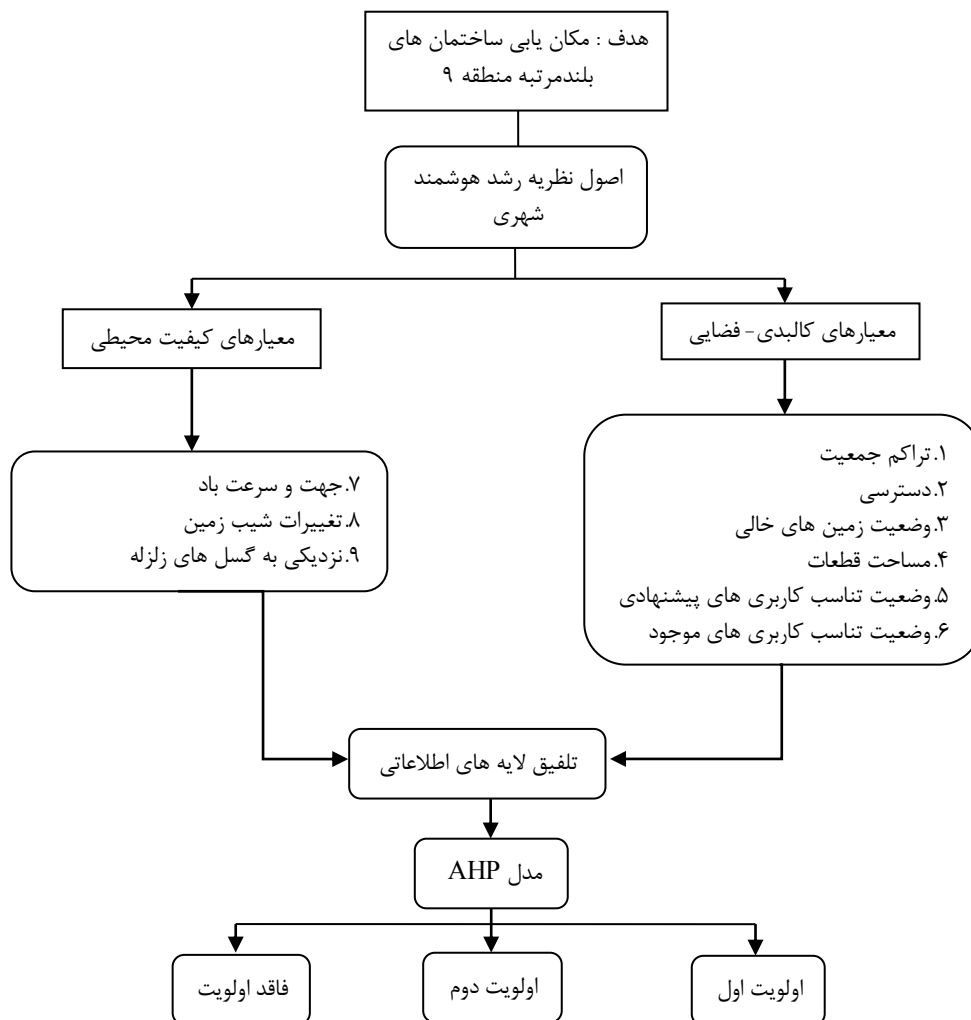 هدف : مکان یابی ساختمان های
بلندمرتبه منطقه ۹
اصول نظریه رشد هوشمند
شهری
معیارهای کالبدی- فضایی
معیارهای کیفیت محیطی
۱.تراکم جمعیت
۲.دسترسی
۳.وضعیت زمین های خالی
۴.مساحت قطعات
۵.وضعیت تناسب کاربری های پیشنهادی
۶.وضعیت تناسب کاربری های موجود
۷.جهت و سرعت باد
۸.تغییرات شیب زمین
۹.نزدیکی به گسل های زلزله
تلفیق لایه های اطلاعاتی
مدل AHP
اولویت اول
اولویت دوم
فاقد اولویت